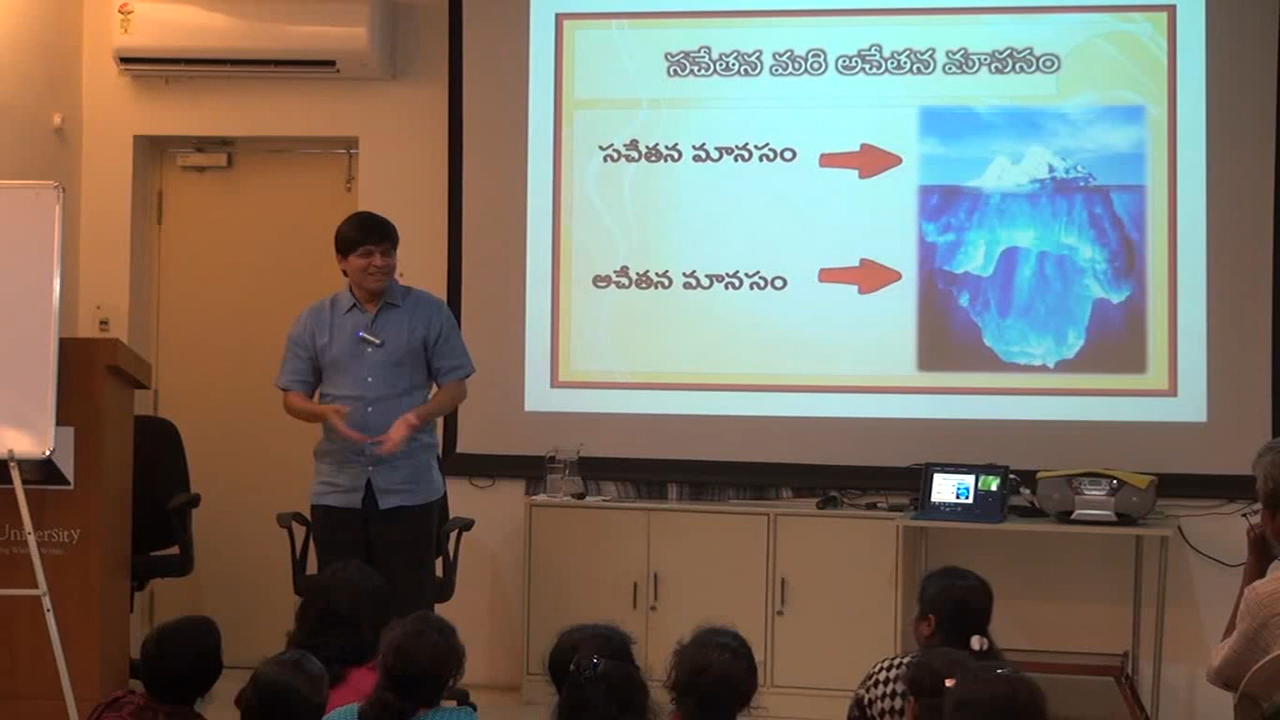 సచేతన మరి అచేతన మానసం
సచేతన మానసం
అచేతన మానసం
University